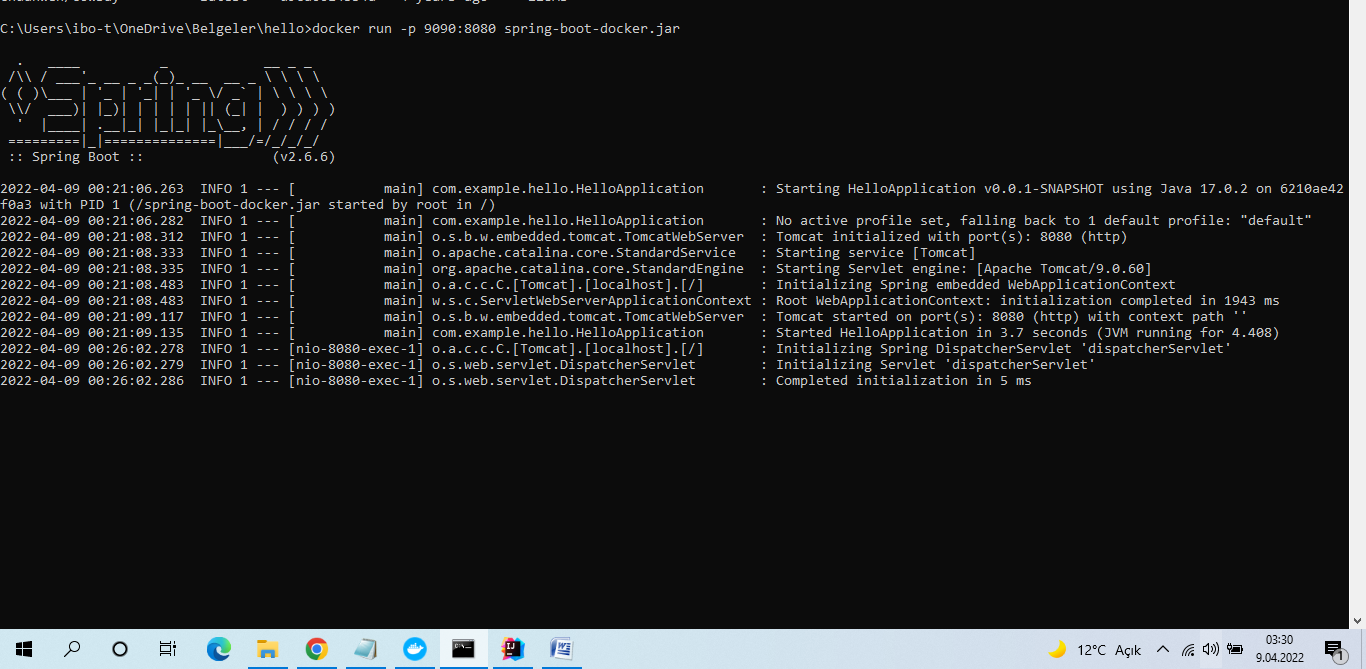 C:\Users\ibo-t\OneDrive\Belgeler\hello>docker run -p 9090:8080 spring-boot-docker.jar
  .   ____          _            __ _ _
 /\\ / ___'_ __ _ _(_)_ __  __ _ \ \ \ \
( ( )\___ | '_ | '_| | '_ \/ _` | \ \ \ \
 \\/  ___)| |_)| | | | | || (_| |  ) ) ) )
  '  |____| .__|_| |_|_| |_\__, | / / / /
 =========|_|==============|___/=/_/_/_/
 :: Spring Boot ::                (v2.6.6)
2022-04-09 00:21:06.263  INFO 1 --- [           main] com.example.hello.HelloApplication       : Starting HelloApplication v0.0.1-SNAPSHOT using Java 17.0.2 on 6210ae42
f0a3 with PID 1 (/spring-boot-docker.jar started by root in /)
2022-04-09 00:21:06.282  INFO 1 --- [           main] com.example.hello.HelloApplication       : No active profile set, falling back to 1 default profile: "default"
2022-04-09 00:21:08.312  INFO 1 --- [           main] o.s.b.w.embedded.tomcat.TomcatWebServer  : Tomcat initialized with port(s): 8080 (http)
2022-04-09 00:21:08.333  INFO 1 --- [           main] o.apache.catalina.core.StandardService   : Starting service [Tomcat]
2022-04-09 00:21:08.335  INFO 1 --- [           main] org.apache.catalina.core.StandardEngine  : Starting Servlet engine: [Apache Tomcat/9.0.60]
2022-04-09 00:21:08.483  INFO 1 --- [           main] o.a.c.c.C.[Tomcat].[localhost].[/]       : Initializing Spring embedded WebApplicationContext
2022-04-09 00:21:08.483  INFO 1 --- [           main] w.s.c.ServletWebServerApplicationContext : Root WebApplicationContext: initialization completed in 1943 ms
2022-04-09 00:21:09.117  INFO 1 --- [           main] o.s.b.w.embedded.tomcat.TomcatWebServer  : Tomcat started on port(s): 8080 (http) with context path ''
2022-04-09 00:21:09.135  INFO 1 --- [           main] com.example.hello.HelloApplication       : Started HelloApplication in 3.7 seconds (JVM running for 4.408)
2022-04-09 00:26:02.278  INFO 1 --- [nio-8080-exec-1] o.a.c.c.C.[Tomcat].[localhost].[/]       : Initializing Spring DispatcherServlet 'dispatcherServlet'
2022-04-09 00:26:02.279  INFO 1 --- [nio-8080-exec-1] o.s.web.servlet.DispatcherServlet        : Initializing Servlet 'dispatcherServlet'
2022-04-09 00:26:02.286  INFO 1 --- [nio-8080-exec-1] o.s.web.servlet.DispatcherServlet        : Completed initialization in 5 ms
12°C Açık
03:30
9.04.2022
1